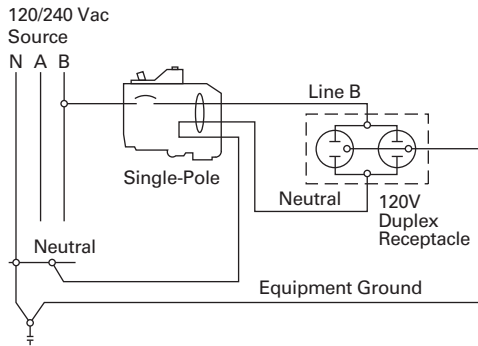 120/240 Vac
Source
N A B
Line B
Single-Pole
Neutral
120V
Duplex
Receptacle
Neutral
Equipment Ground